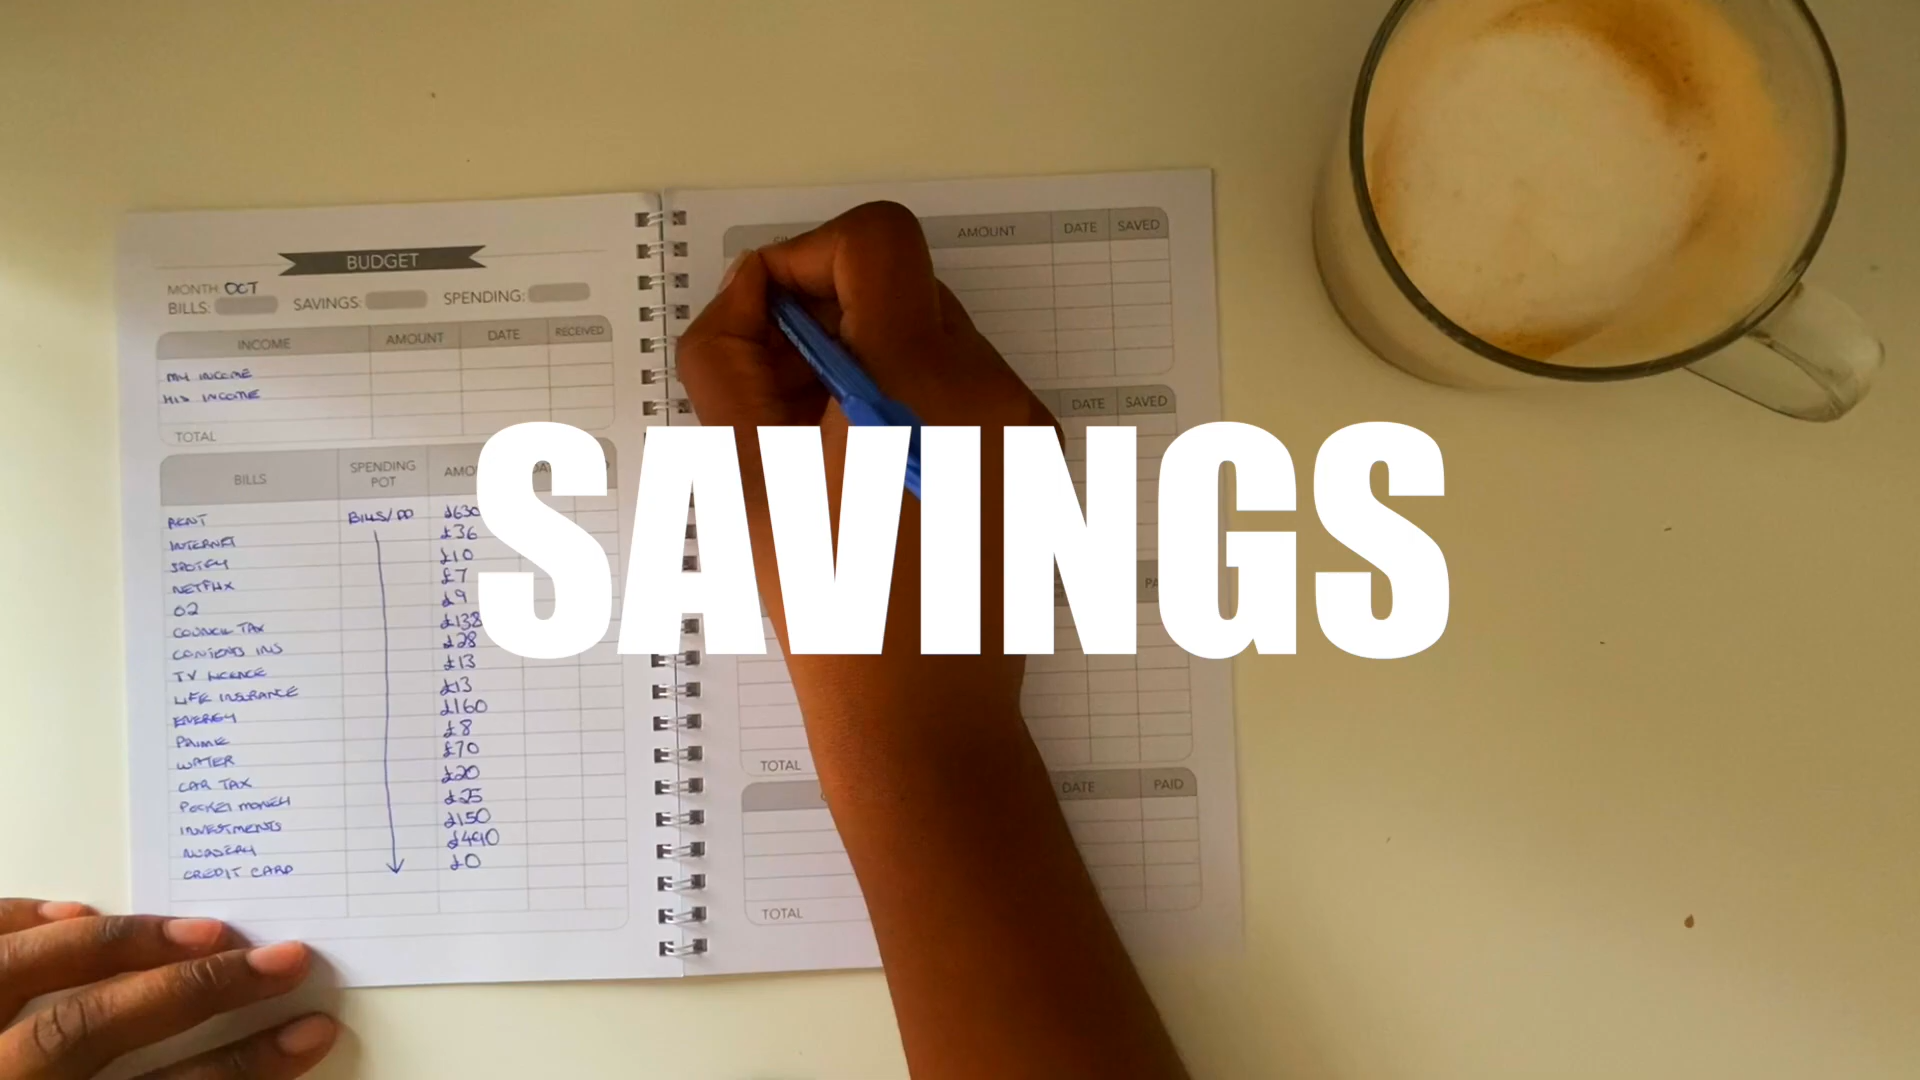 BUDGET
MONTH: OCT
BILLS: SAVINGS: SPENDING:
INCOME AMOUNT DATE RECEIVED
MY INCOME
HIS INCOME
TOTAL
BILLS SPENDING POT
RENT BILLS/DD £630
INTERNET £36
SPOTIFY £10
NETFLIX £7
O2 £9
COUNCIL TAX £138
CONTENTS INS £28
TV LICENCE £13
LIFE INSURANCE £13
ENERGY £160
PRIME £8
WATER £70
CAR TAX £20
POCKET MONEY £25
INVESTMENTS £150
NURSERY £490
CREDIT CARD £0
AMOUNT DATE SAVED
DATE SAVED
SAVINGS
TOTAL
DATE PAID
TOTAL